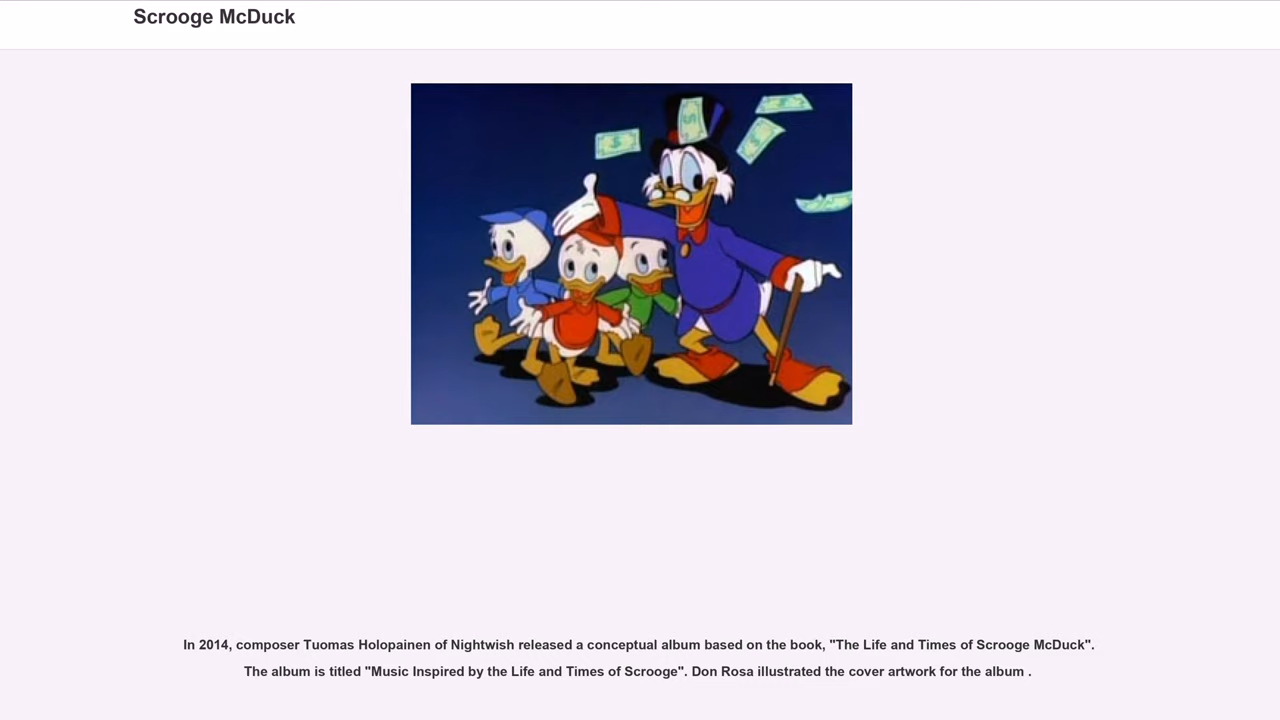 Scrooge McDuck
In 2014, composer Tuomas Holopainen of Nightwish released a conceptual album based on the book, "The Life and Times of Scrooge McDuck".
The album is titled "Music Inspired by the Life and Times of Scrooge". Don Rosa illustrated the cover artwork for the album .